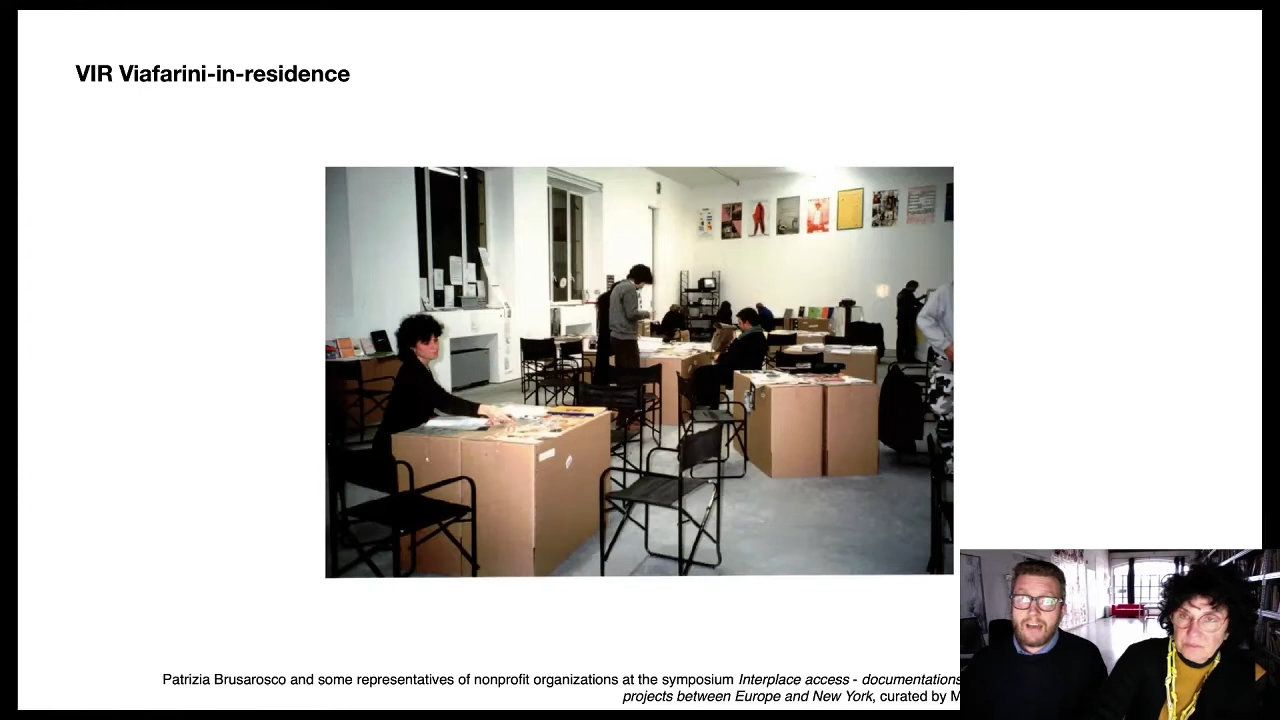 VIR Viafarini-in-residence
Patrizia Brusarosco and some representatives of nonprofit organizations at the symposium Interplace access - documentations
projects between Europe and New York, curated by M